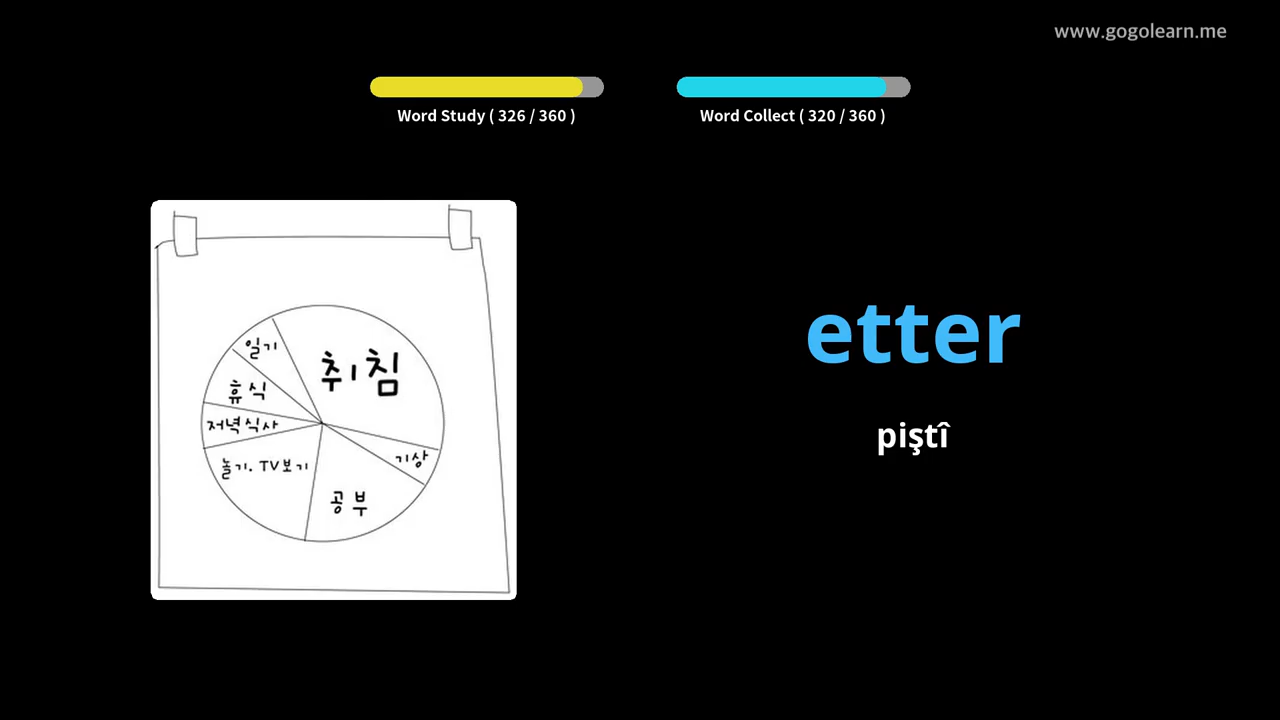 www.gogolearn.me
Word Study ( 326 / 360 )
Word Collect ( 320 / 360 )
일기
취침
휴식
저녁식사
놀기. TV보기
기상
공부
etter
piştî